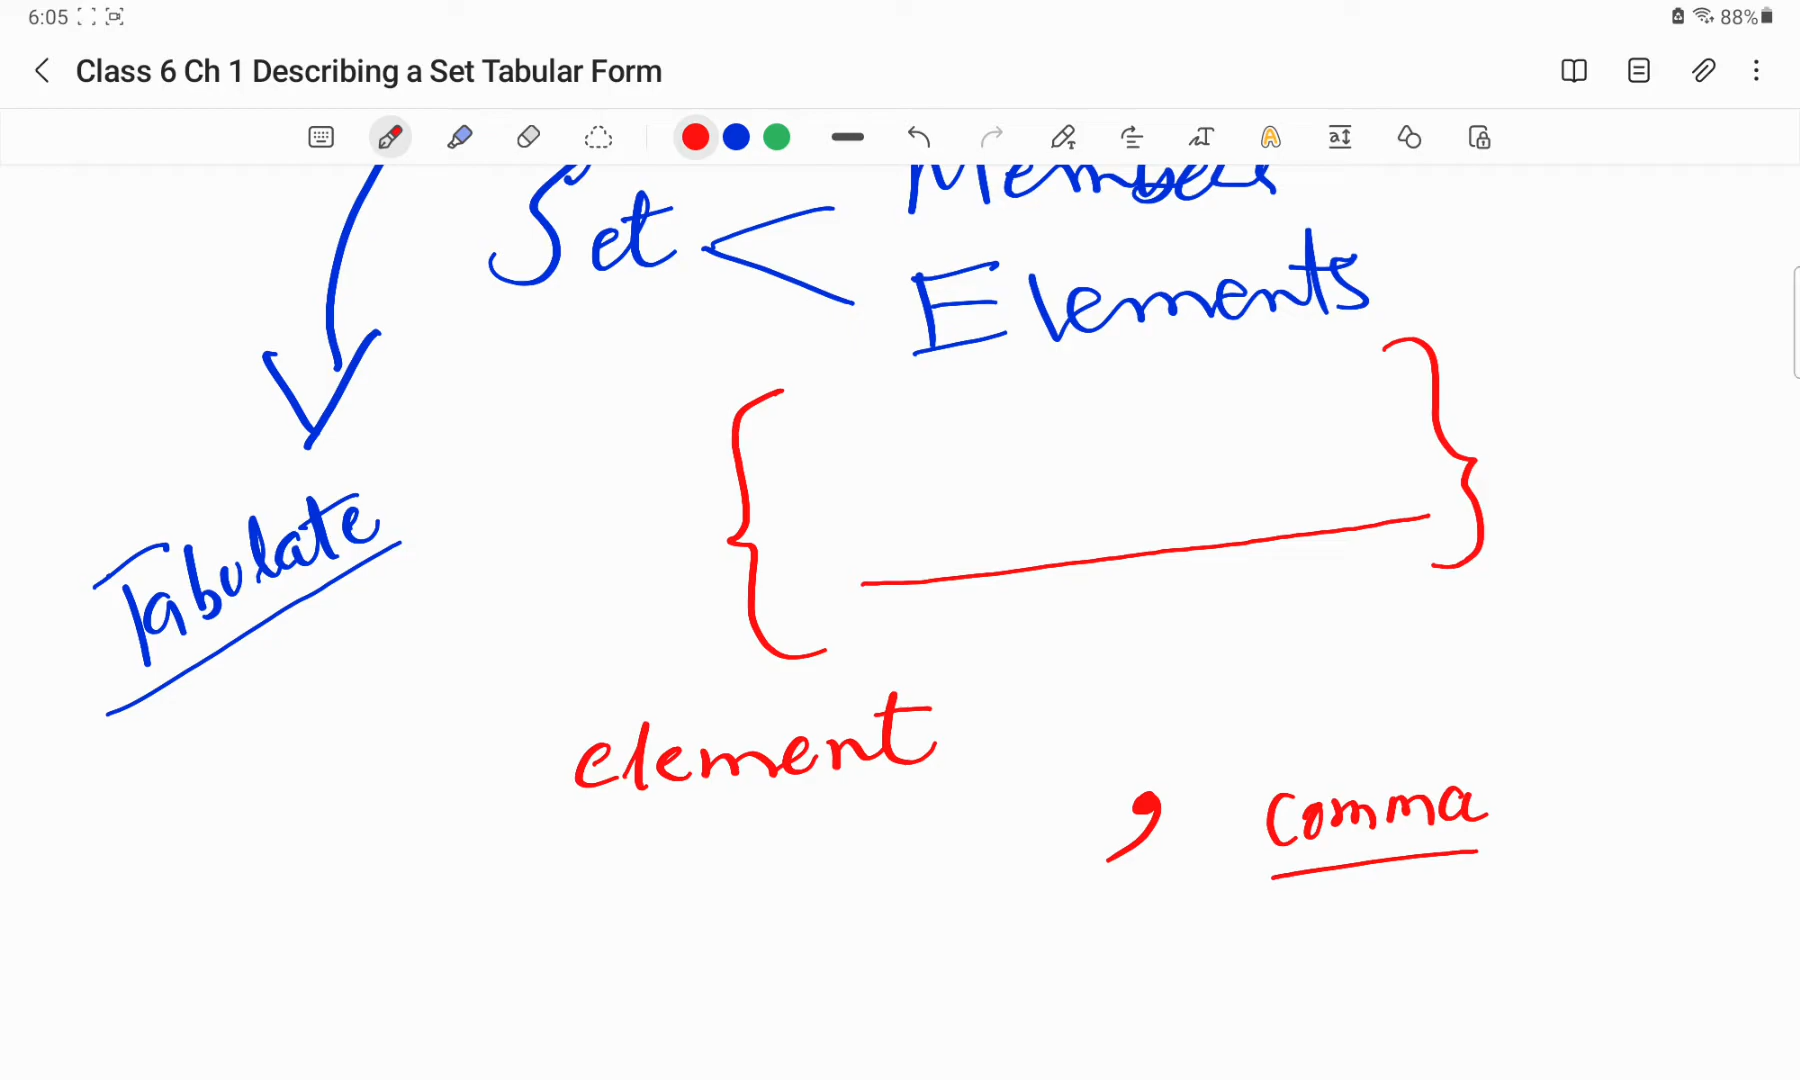 6:05 88%
Class 6 Ch 1 Describing a Set Tabular Form
Set
Elements
Tabulate
element
, Comma